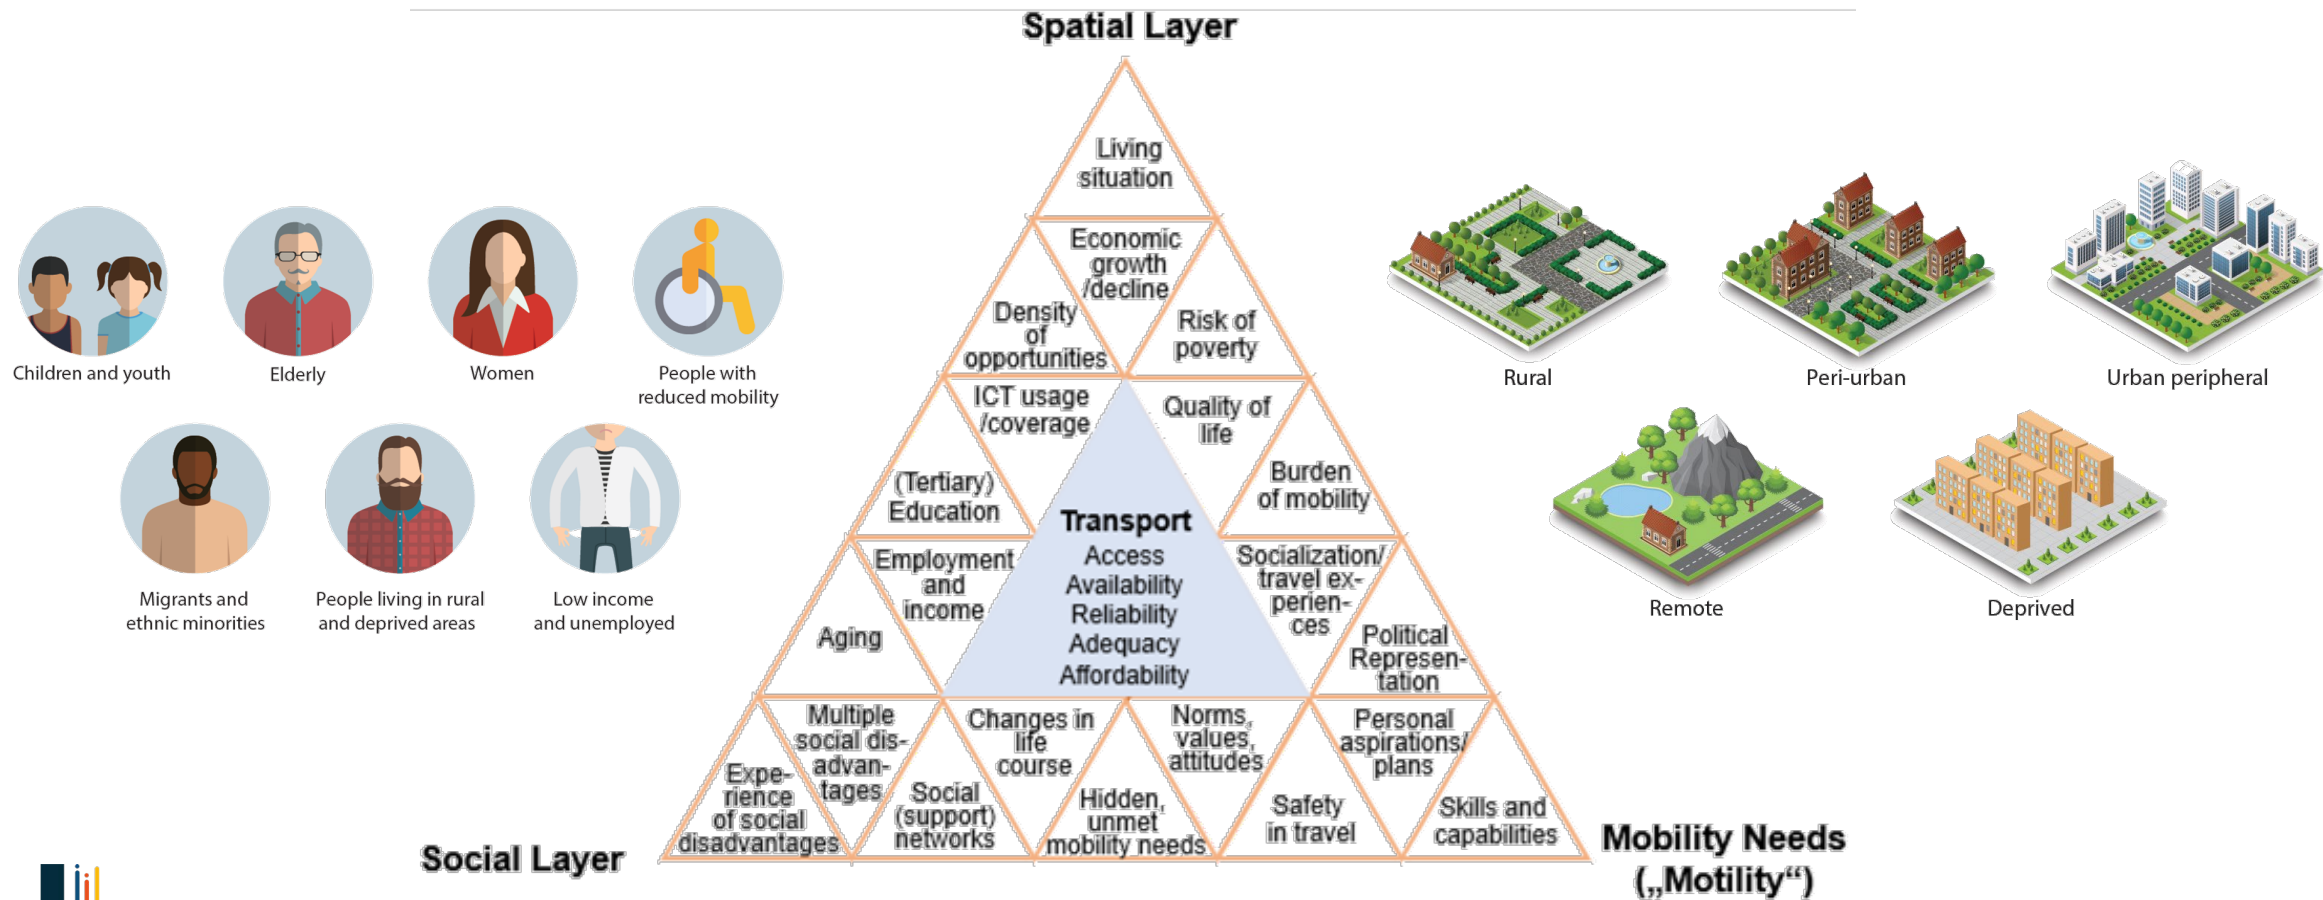 Spatial Layer
Living
situation
Economic
growth
/decline
Density
of
opportunities
Risk of
poverty
ICT usage
/coverage
Quality of
life
(Tertiary)
Education
Burden
of mobility
Transport
Access
Availability
Reliability
Adequacy
Affordability
Employment
and
income
Socialization/
travel ex-
perien-
ces
Aging
Political
Represen-
tation
Multiple
social dis-
advan-
tages
Changes in
life
course
Norms,
values,
attitudes
Personal
aspirations/
plans
Expe-
rience
of social
disadvantages
Social
(support)
networks
Hidden,
unmet
mobility needs
Safety
in travel
Skills and
capabilities
Social Layer
Mobility Needs
(„Motility“)
Children and youth
Elderly
Women
People with
reduced mobility
Migrants and
ethnic minorities
People living in rural
and deprived areas
Low income
and unemployed
Rural
Peri-urban
Urban peripheral
Remote
Deprived